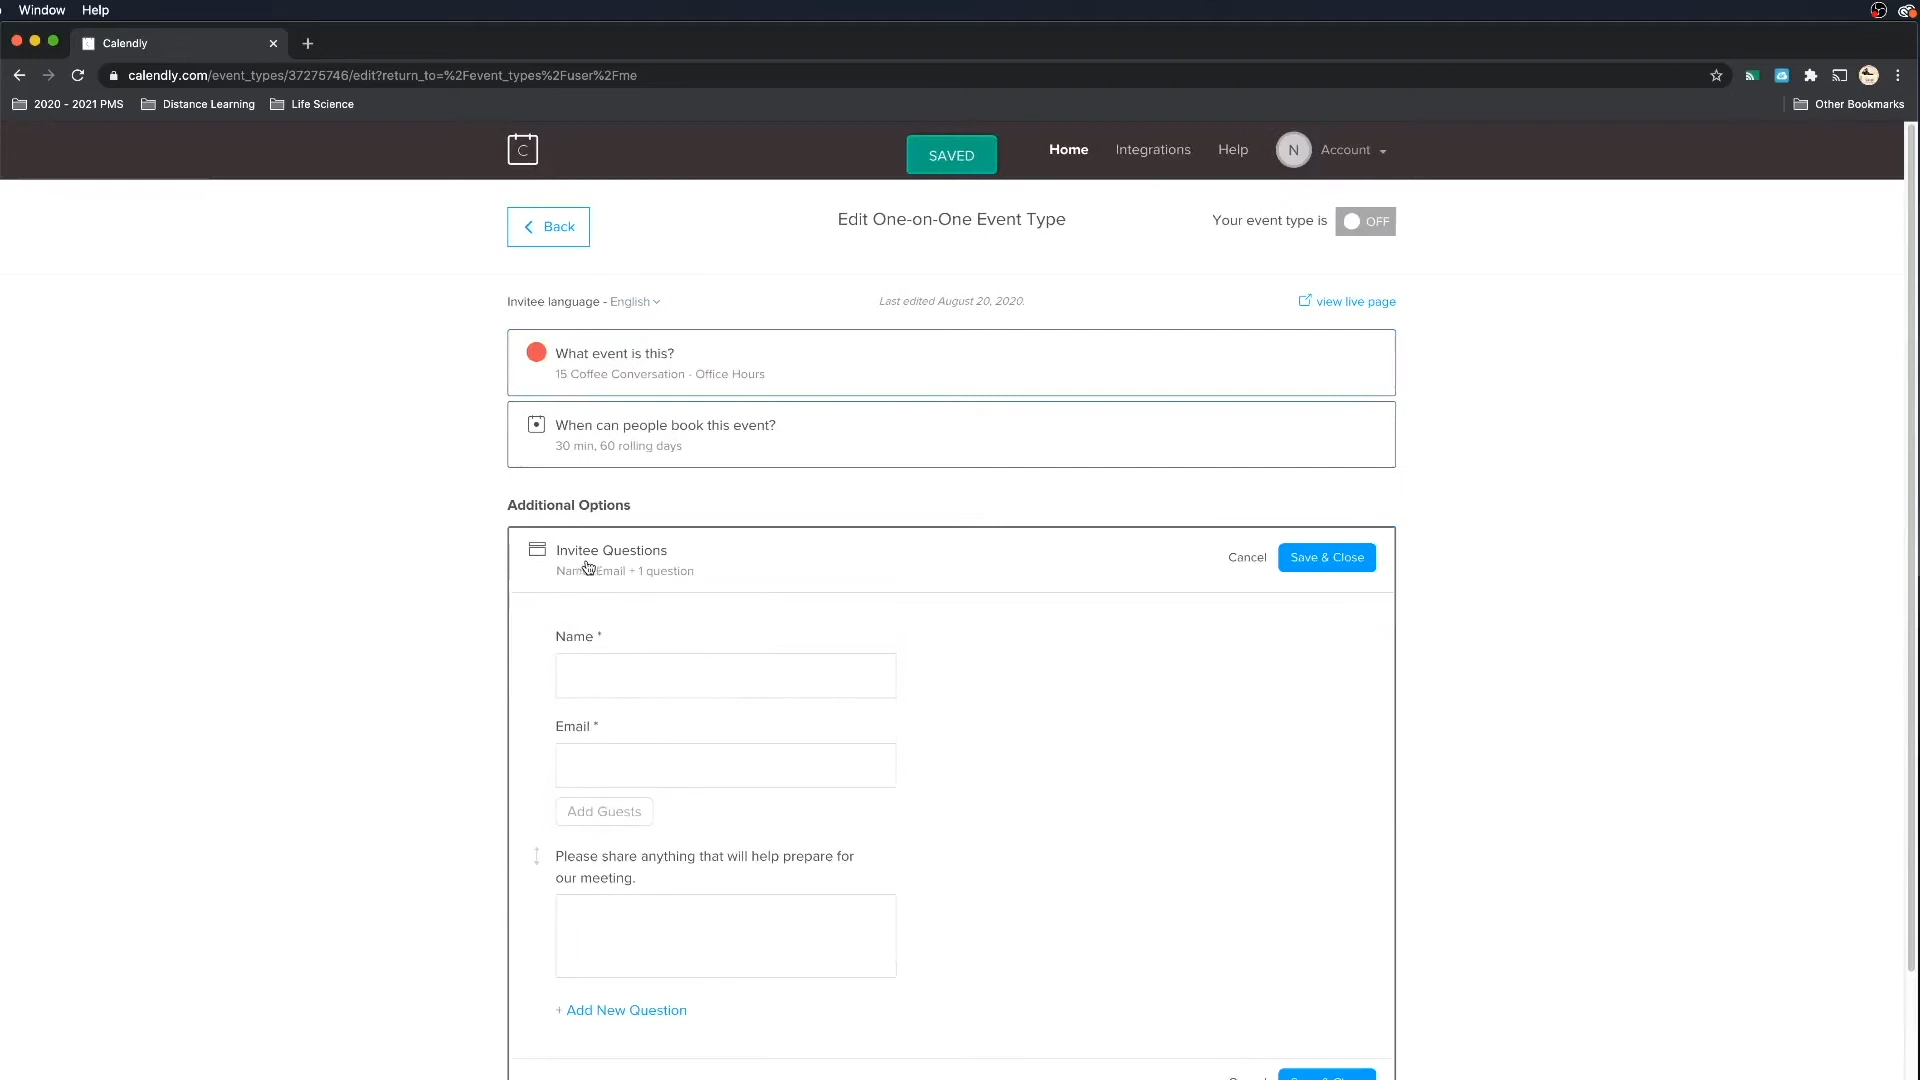 Window Help
Calendly
calendly.com/event_types/37275746/edit?return_to=%2Fevent_types%2Fuser%2Fme
2020 - 2021 PMS Distance Learning Life Science Other Bookmarks
C SAVED Home Integrations Help N Account
Back Edit One-on-One Event Type Your event type is OFF
Invitee language - English Last edited August 20, 2020. view live page
What event is this?
15 Coffee Conversation - Office Hours
When can people book this event?
30 min, 60 rolling days
Additional Options
Invitee Questions Cancel Save & Close
Name, Email + 1 question
Name *
Email *
Add Guests
Please share anything that will help prepare for
our meeting.
+ Add New Question